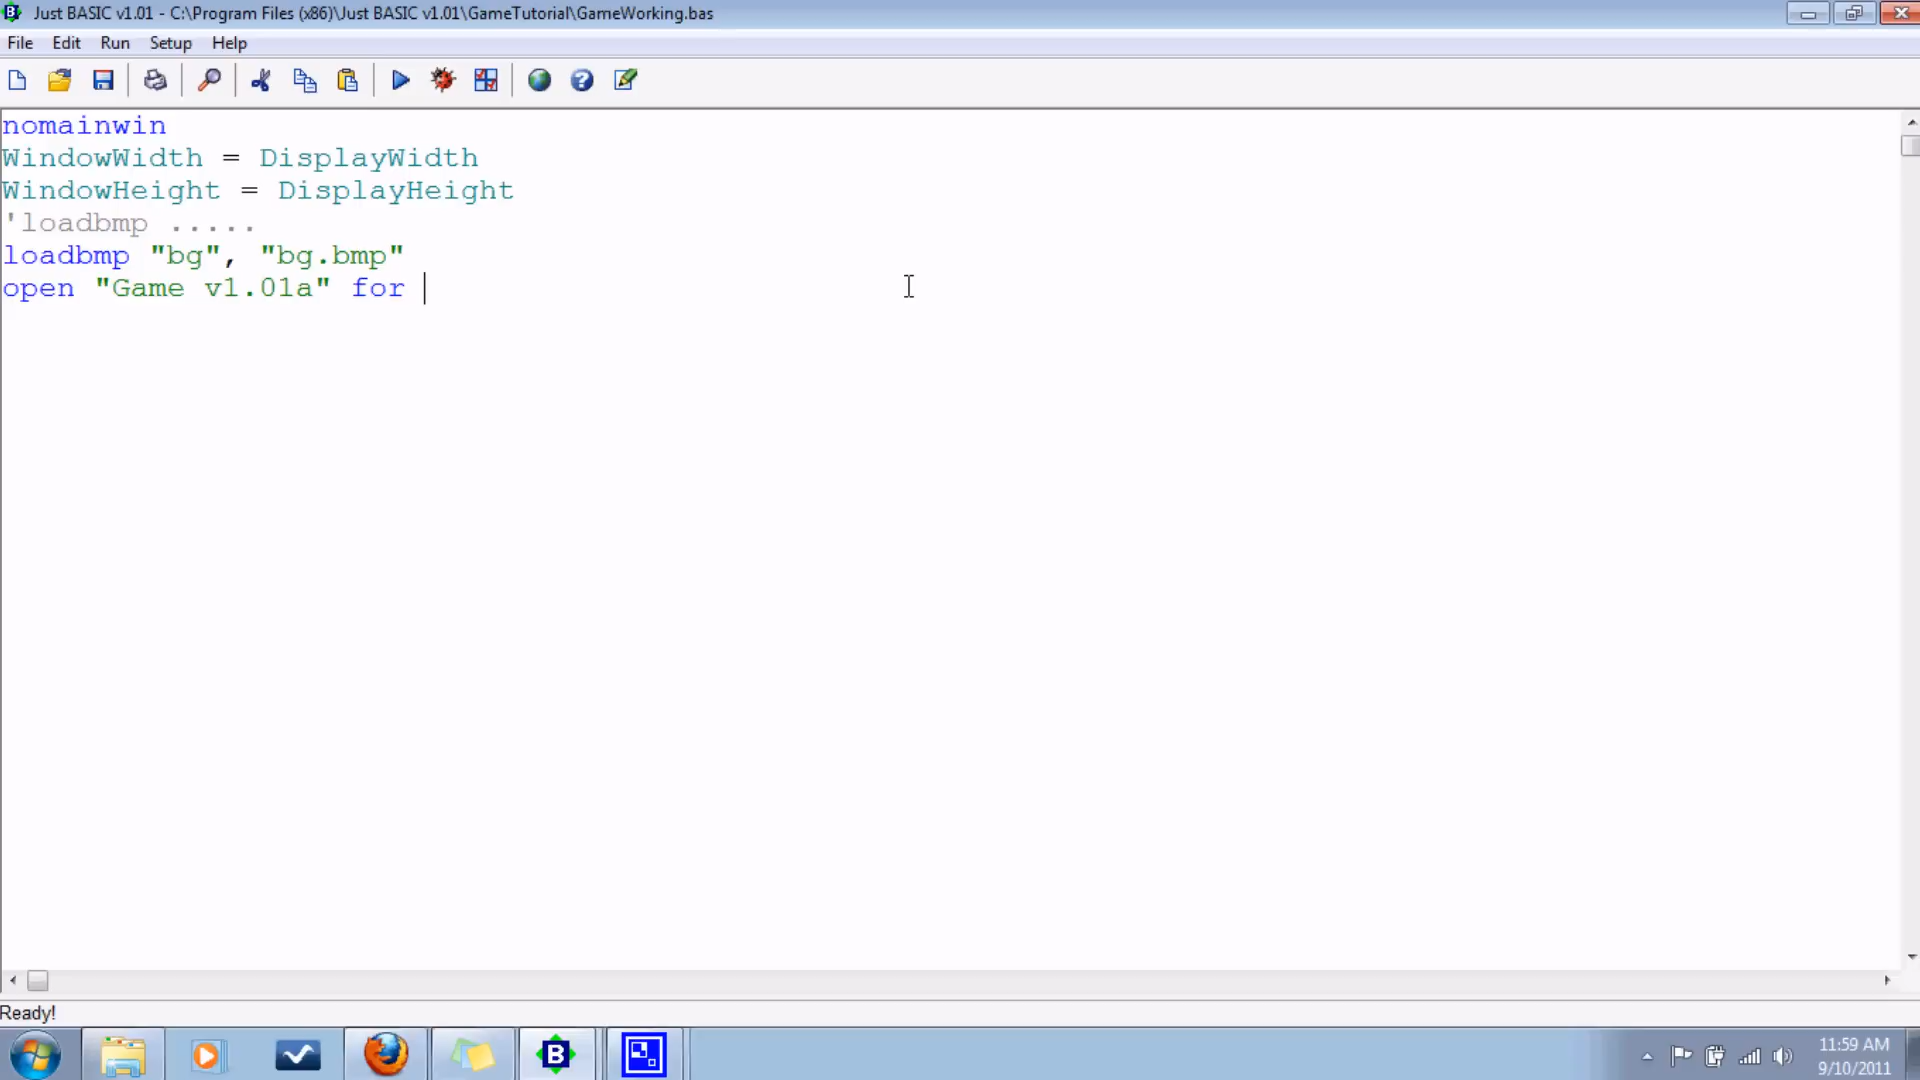 Just BASIC v1.01 - C:\Program Files (x86)\Just BASIC v1.01\GameTutorial\GameWorking.bas
File Edit Run Setup Help
nomainwin
WindowWidth = DisplayWidth
WindowHeight = DisplayHeight
'loadbmp .....
loadbmp "bg", "bg.bmp"
open "Game v1.01a" for
Ready!
11:59 AM
9/10/2011